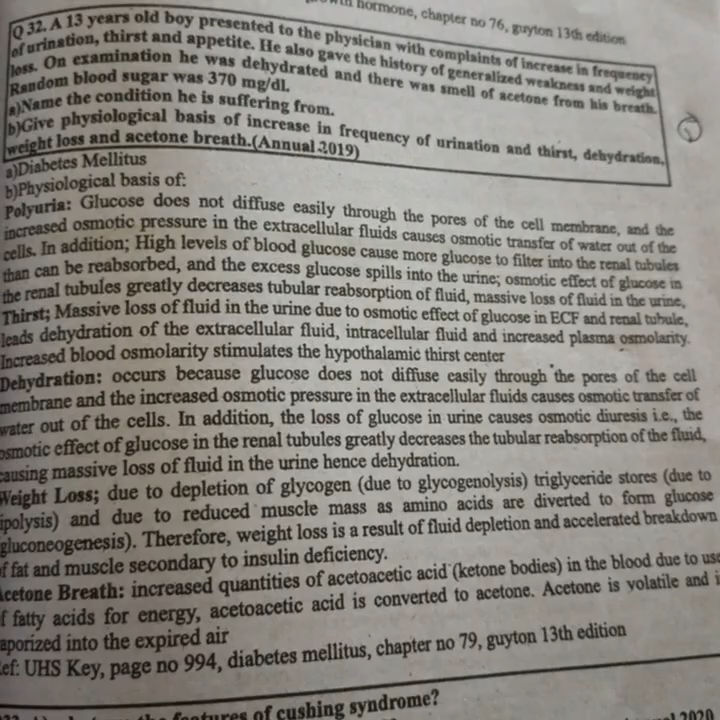 hormone, chapter no 76, guyton 13th edition
Q 32. A 13 years old boy presented to the physician with complaints of increase in frequency
of urination, thirst and appetite. He also gave the history of generalized weakness and weight
loss. On examination he was dehydrated and there was smell of acetone from his breath.
Random blood sugar was 370 mg/dl.
a)Name the condition he is suffering from.
b)Give physiological basis of increase in frequency of urination and thirst, dehydration,
weight loss and acetone breath.(Annual 2019)
a)Diabetes Mellitus
b)Physiological basis of:
Polyuria: Glucose does not diffuse easily through the pores of the cell membrane, and the
increased osmotic pressure in the extracellular fluids causes osmotic transfer of water out of the
cells. In addition; High levels of blood glucose cause more glucose to filter into the renal tubules
than can be reabsorbed, and the excess glucose spills into the urine; osmotic effect of glucose in
the renal tubules greatly decreases tubular reabsorption of fluid, massive loss of fluid in the urine,
Thirst; Massive loss of fluid in the urine due to osmotic effect of glucose in ECF and renal tubule,
leads dehydration of the extracellular fluid, intracellular fluid and increased plasma osmolarity.
Increased blood osmolarity stimulates the hypothalamic thirst center
Dehydration: occurs because glucose does not diffuse easily through the pores of the cell
membrane and the increased osmotic pressure in the extracellular fluids causes osmotic transfer of
water out of the cells. In addition, the loss of glucose in urine causes osmotic diuresis i.e., the
osmotic effect of glucose in the renal tubules greatly decreases the tubular reabsorption of the fluid,
causing massive loss of fluid in the urine hence dehydration.
Weight Loss; due to depletion of glycogen (due to glycogenolysis) triglyceride stores (due to
ipolysis) and due to reduced muscle mass as amino acids are diverted to form glucose
gluconeogenesis). Therefore, weight loss is a result of fluid depletion and accelerated breakdown
of fat and muscle secondary to insulin deficiency.
Acetone Breath: increased quantities of acetoacetic acid (ketone bodies) in the blood due to use
f fatty acids for energy, acetoacetic acid is converted to acetone. Acetone is volatile and i
aporized into the expired air
ef: UHS Key, page no 994, diabetes mellitus, chapter no 79, guyton 13th edition
features of cushing syndrome?
2020